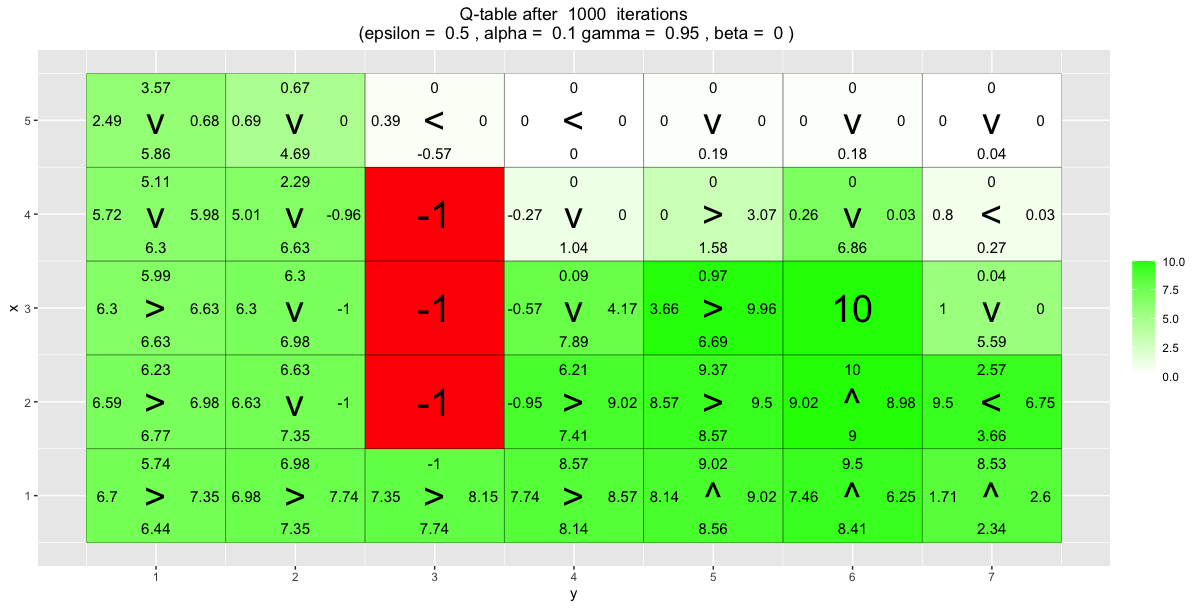 Q-table after  1000  iterations
(epsilon =  0.5 , alpha =  0.1 gamma =  0.95 , beta =  0 )
3.57 0.67 0 0 0 0 0
5 2.49 v 0.68 0.69 v 0 0.39 < 0 0 < 0 0 v 0 0 v 0 0 v 0
5.86 4.69 -0.57 0 0.19 0.18 0.04
5.11 2.29 0 0 0 0
4 5.72 v 5.98 5.01 v -0.96 -1 -0.27 v 0 0 > 3.07 0.26 v 0.03 0.8 < 0.03
6.3 6.63 1.04 1.58 6.86 0.27
5.99 6.3 0.09 0.97 0.04
x 3 6.3 > 6.63 6.3 v -1 -1 -0.57 v 4.17 3.66 > 9.96 10 1 v 0
6.63 6.98 7.89 6.69 5.59
6.23 6.63 6.21 9.37 10 2.57
2 6.59 > 6.98 6.63 v -1 -1 -0.95 > 9.02 8.57 > 9.5 9.02 ^ 8.98 9.5 < 6.75
6.77 7.35 7.41 8.57 9 3.66
5.74 6.98 -1 8.57 9.02 9.5 8.53
1 6.7 > 7.35 6.98 > 7.74 7.35 > 8.15 7.74 > 8.57 8.14 ^ 9.02 7.46 ^ 6.25 1.71 ^ 2.6
6.44 7.35 7.74 8.14 8.56 8.41 2.34
1 2 3 4 5 6 7
y
10.0
7.5
5.0
2.5
0.0